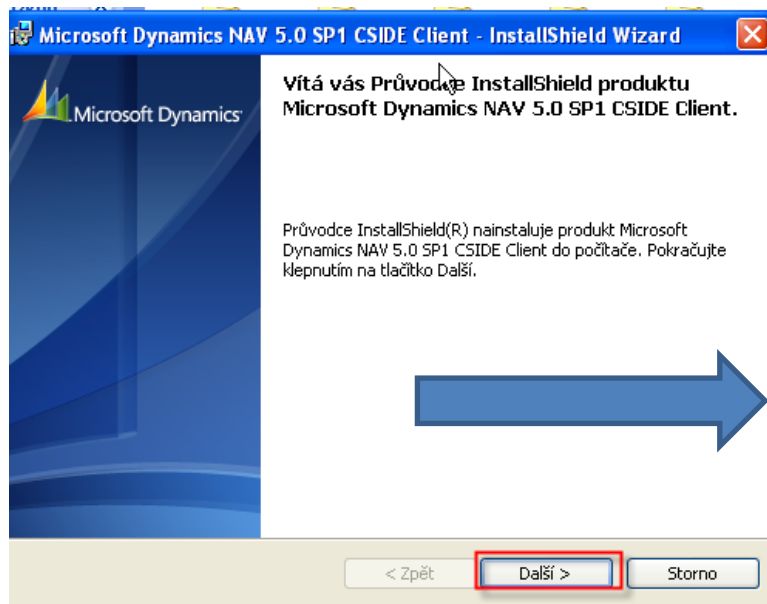 Microsoft Dynamics NAV 5.0 SP1 CSIDE Client - InstallShield Wizard
Microsoft Dynamics
Vítá vás Průvodce InstallShield produktu
Microsoft Dynamics NAV 5.0 SP1 CSIDE Client.
Průvodce InstallShield(R) nainstaluje produkt Microsoft
Dynamics NAV 5.0 SP1 CSIDE Client do počítače. Pokračujte
klepnutím na tlačítko Další.
< Zpět
Další >
Storno